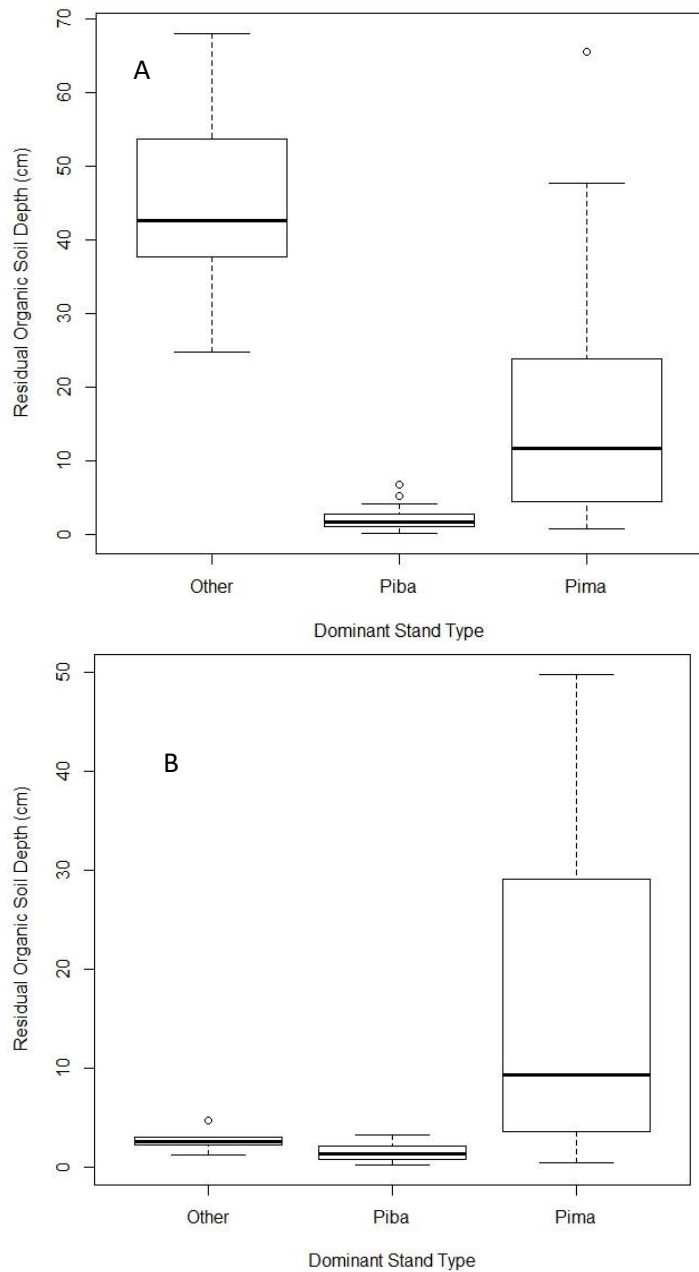 A
Residual Organic Soil Depth (cm)
70
60
50
40
30
20
10
0
Other Piba Pima
Dominant Stand Type
B
Residual Organic Soil Depth (cm)
50
40
30
20
10
0
Other Piba Pima
Dominant Stand Type